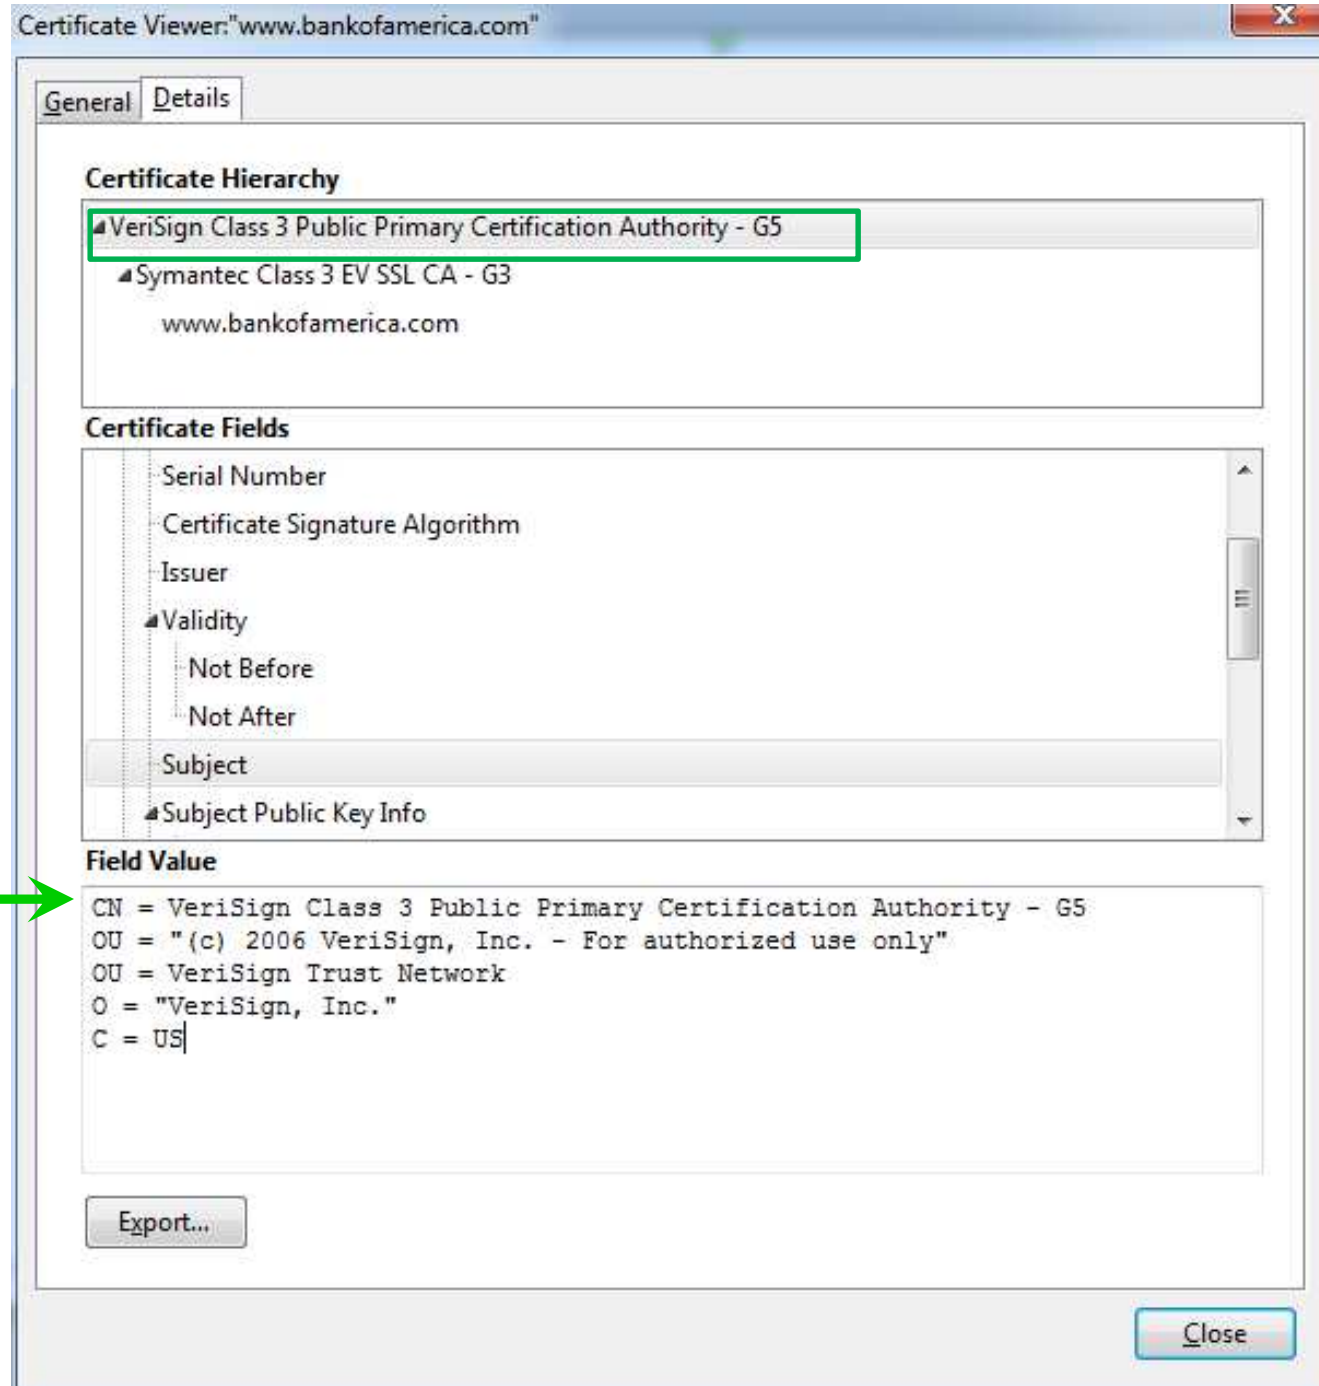 Certificate Viewer:"www.bankofamerica.com"
General Details
Certificate Hierarchy
VeriSign Class 3 Public Primary Certification Authority - G5
Symantec Class 3 EV SSL CA - G3
www.bankofamerica.com
Certificate Fields
Serial Number
Certificate Signature Algorithm
Issuer
Validity
Not Before
Not After
Subject
Subject Public Key Info
Field Value
CN = VeriSign Class 3 Public Primary Certification Authority - G5
OU = "(c) 2006 VeriSign, Inc. - For authorized use only"
OU = VeriSign Trust Network
O = "VeriSign, Inc."
C = US
Export...
Close